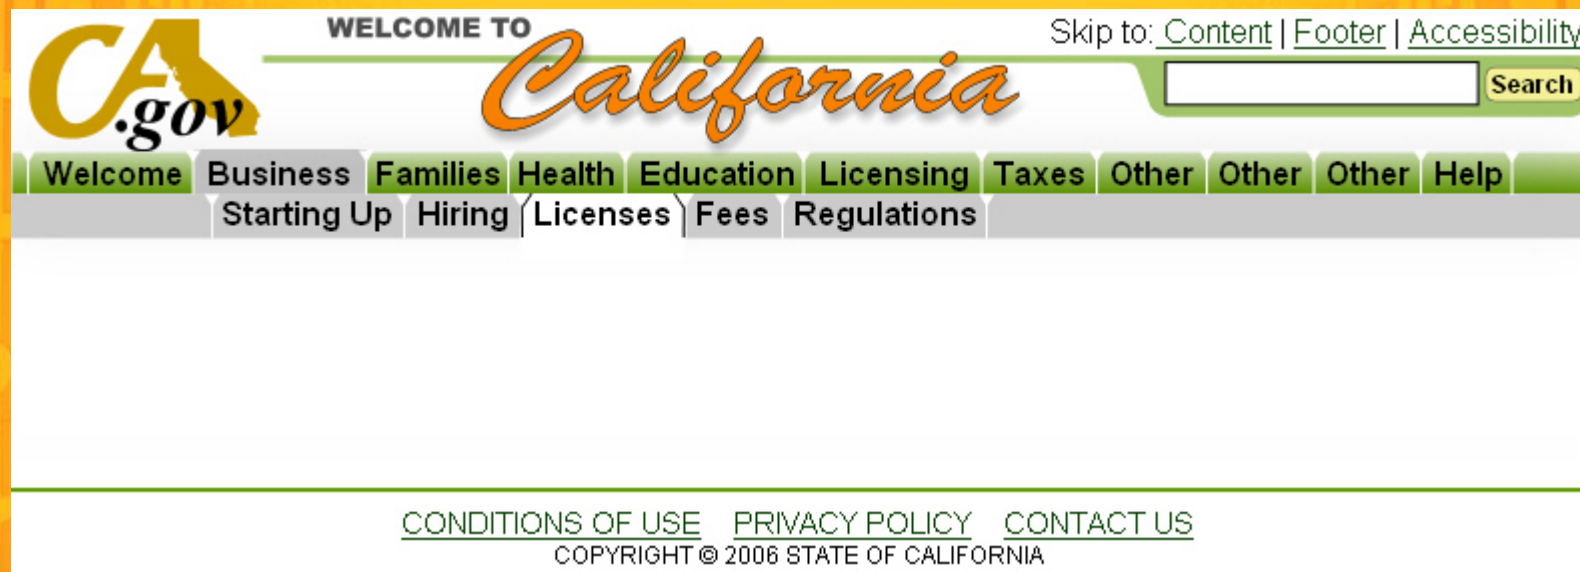 CA.gov
WELCOME TO California
Skip to: Content | Footer | Accessibility
Search
Welcome Business Families Health Education Licensing Taxes Other Other Other Help
Starting Up Hiring Licenses Fees Regulations
CONDITIONS OF USE PRIVACY POLICY CONTACT US
COPYRIGHT © 2006 STATE OF CALIFORNIA